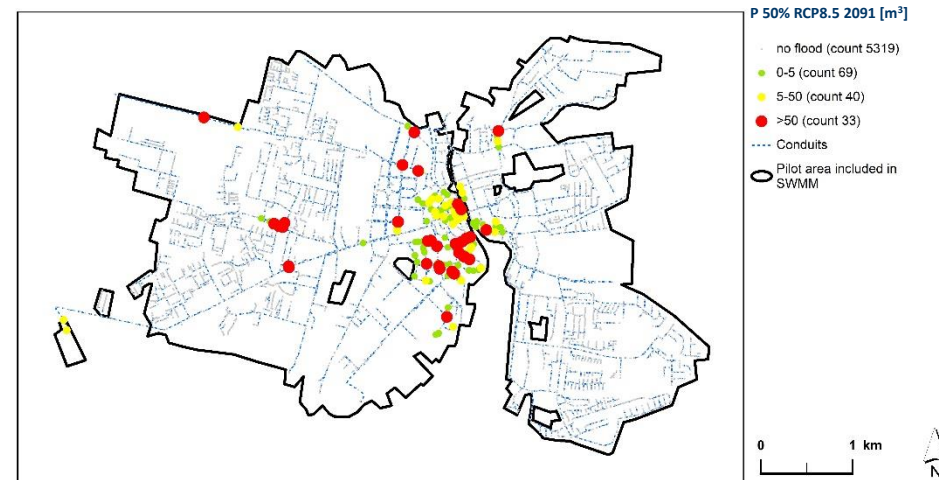 P 50% RCP8.5 2091 [m³]
no flood (count 5319)
0-5 (count 69)
5-50 (count 40)
>50 (count 33)
Conduits
Pilot area included in
SWMM
0 1 km
N